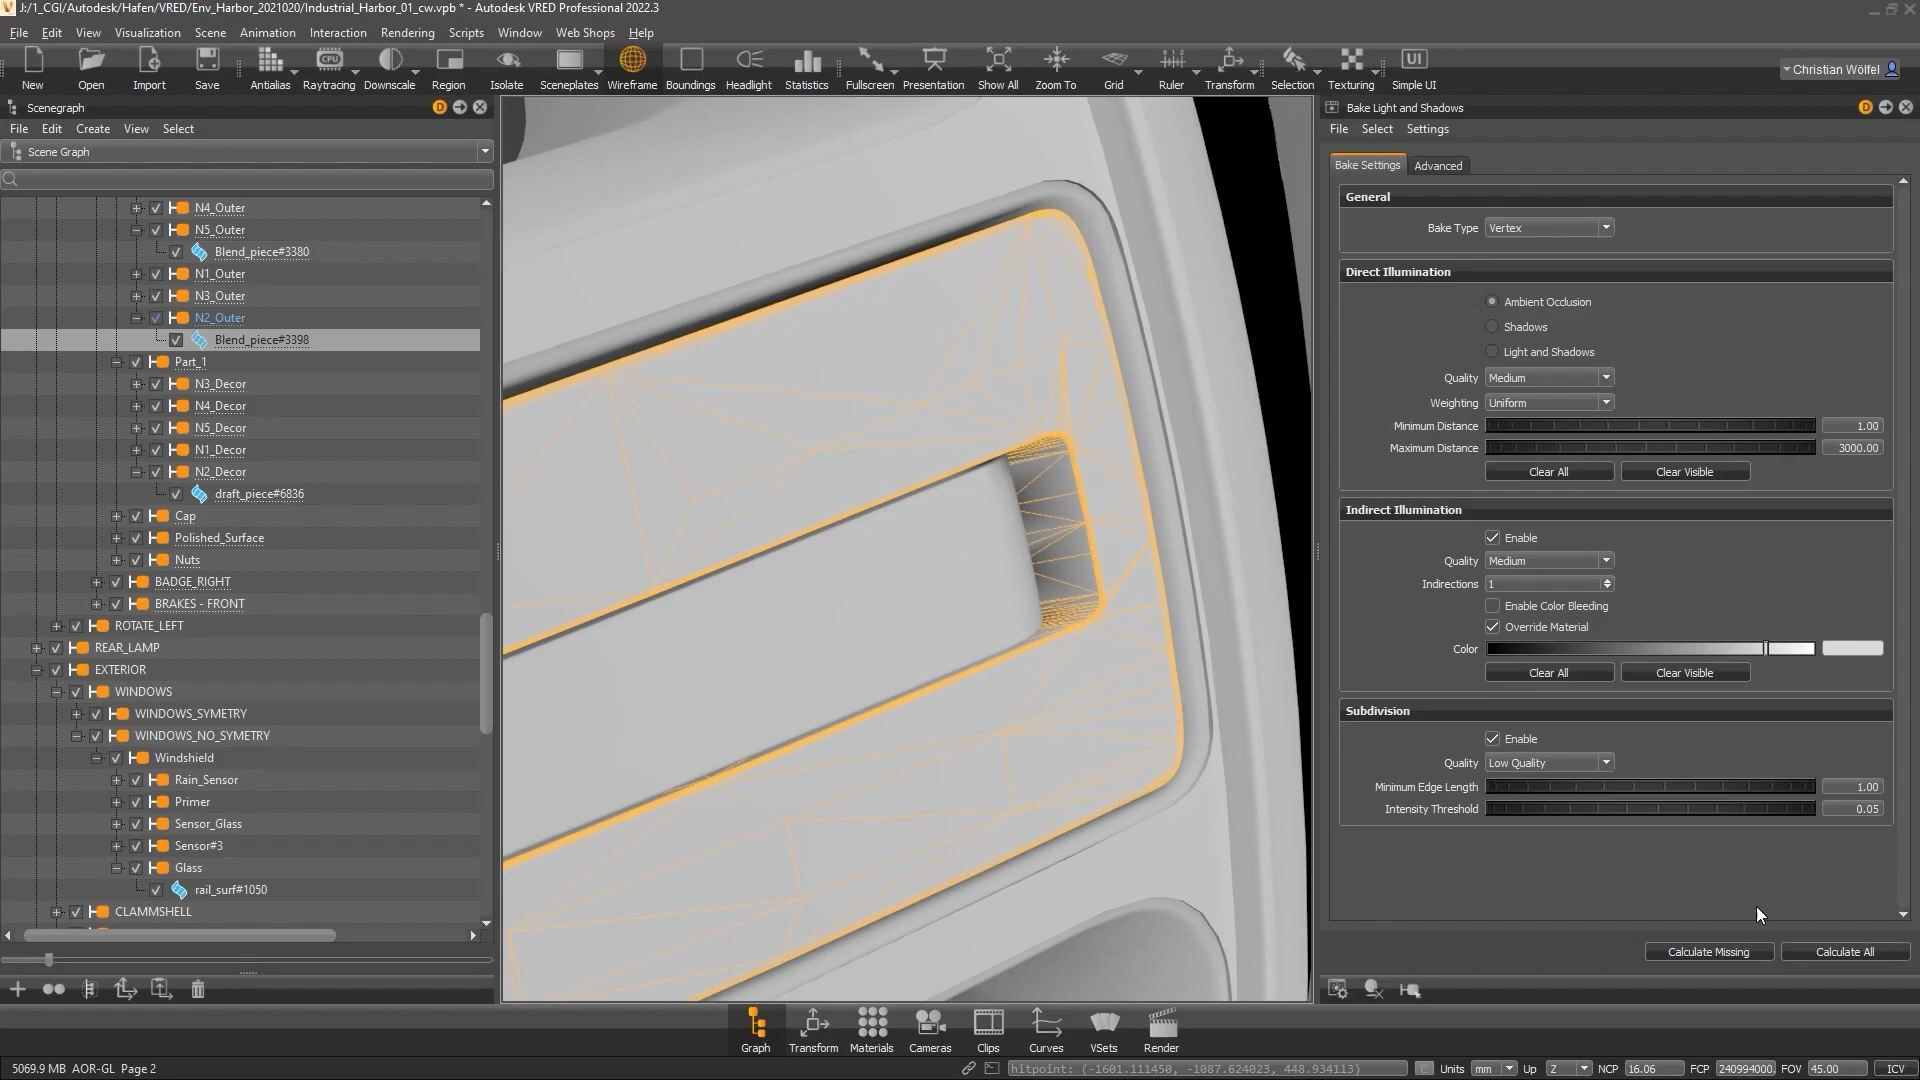 J:/1_CGI/Autodesk/Hafen/VRED/Env_Harbor_2021020/Industrial_Harbor_01_cw.vpb * - Autodesk VRED Professional 2022.3
File Edit View Visualization Scene Animation Interaction Rendering Scripts Window Web Shops Help
New Open Import Save Antialias Raytracing Downscale Region Isolate Sceneplates Wireframe Boundings Headlight Statistics Fullscreen Presentation Show All Zoom To Grid Ruler Transform Selection Texturing Simple UI
CPU
UI
Christian Wölfel
Scenegraph
D
File Edit Create View Select
Scene Graph
N4_Outer
N5_Outer
Blend_piece#3380
N1_Outer
N3_Outer
N2_Outer
Blend_piece#3398
Part_1
N3_Decor
N4_Decor
N5_Decor
N1_Decor
N2_Decor
draft_piece#6836
Cap
Polished_Surface
Nuts
BADGE_RIGHT
BRAKES - FRONT
ROTATE_LEFT
REAR_LAMP
EXTERIOR
WINDOWS
WINDOWS_SYMETRY
WINDOWS_NO_SYMETRY
Windshield
Rain_Sensor
Primer
Sensor_Glass
Sensor#3
Glass
rail_surf#1050
CLAMMSHELL
Bake Light and Shadows
D
File Select Settings
Bake Settings Advanced
General
Bake Type Vertex
Direct Illumination
Ambient Occlusion
Shadows
Light and Shadows
Quality Medium
Weighting Uniform
Minimum Distance 1.00
Maximum Distance 3000.00
Clear All Clear Visible
Indirect Illumination
Enable
Quality Medium
Indirections 1
Enable Color Bleeding
Override Material
Color
Clear All Clear Visible
Subdivision
Enable
Quality Low Quality
Minimum Edge Length 1.00
Intensity Threshold 0.05
Calculate Missing Calculate All
Graph Transform Materials Cameras Clips Curves VSets Render
5069.9 MB AOR-GL Page 2
hitpoint: (-1601.111450, -1087.624023, 448.934113) C Units mm Up Z NCP 16.06 FCP 240994000, FOV 45.00 ICV